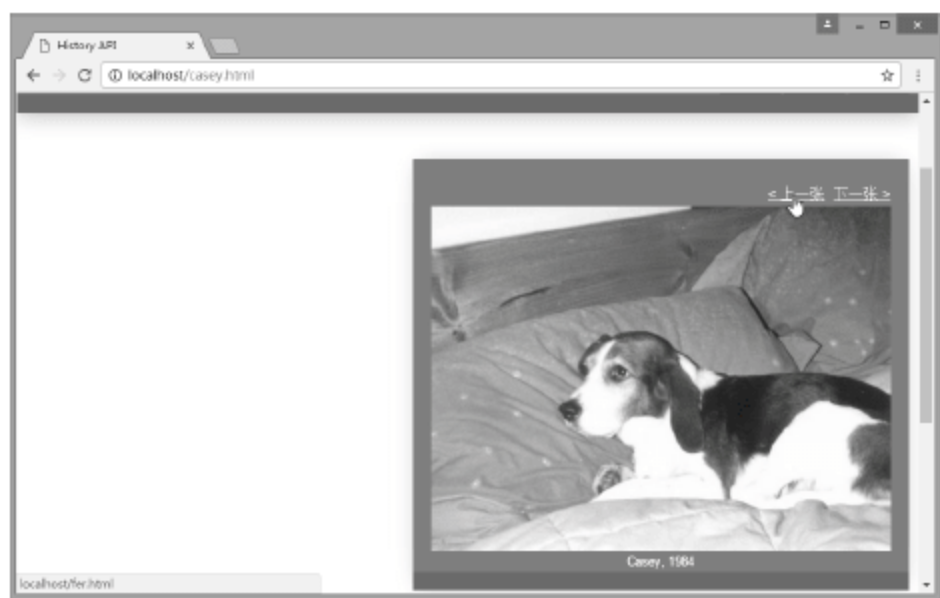 History API
localhost/casey.html
< 上一张 下一张 >
Casey, 1984
localhost/fer.html